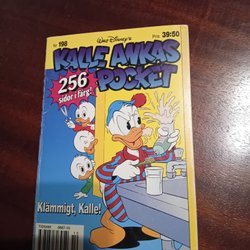 Nr 198
WALT DISNEY'S
Pris 39:50
KALLE ANKAS
POCKET
256
sidor i färg!
Klämmigt, Kalle!